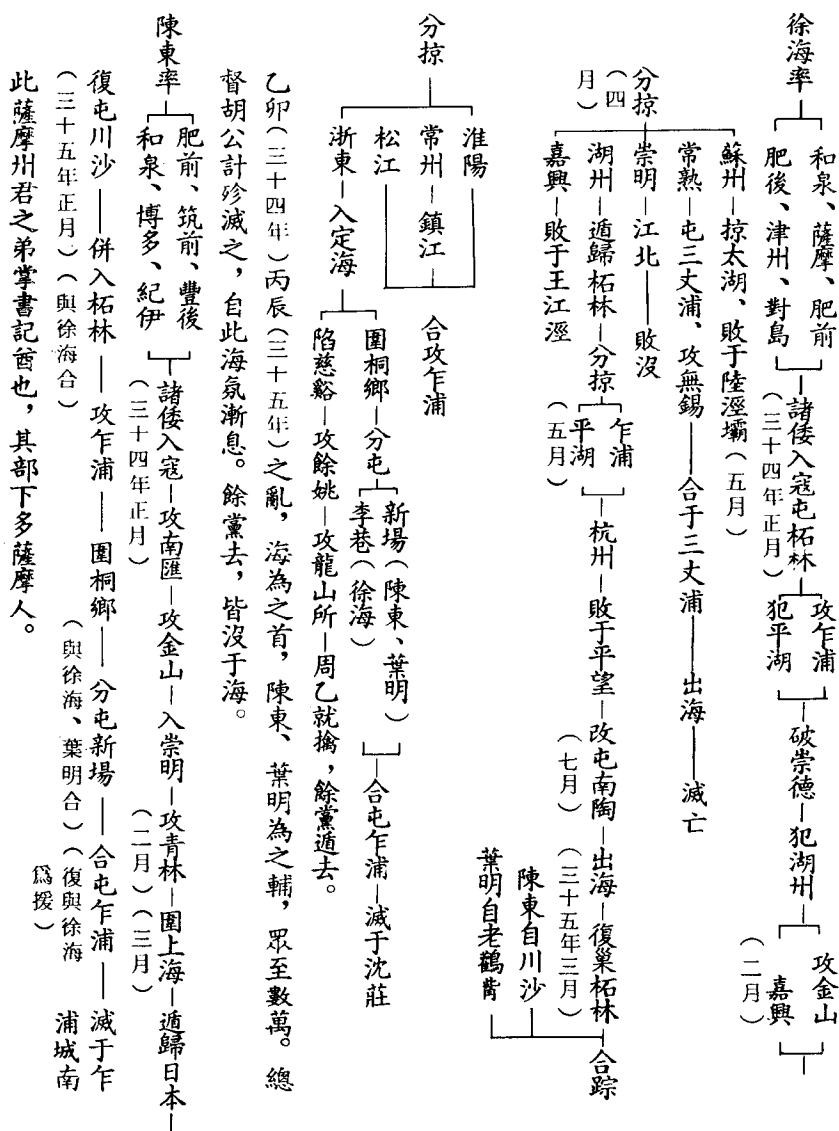 徐海率
和泉、薩摩、肥前
肥後、津州、對島
諸倭入寇屯柘林
（三十四年正月）
攻乍浦
犯平湖
破崇德—犯湖州
攻金山
（二月）
嘉興
分掠
（四月）
蘇州—掠太湖、敗于陸涇壩（五月）
常熟—屯三丈浦、攻無錫——合于三丈浦——出海——滅亡
崇明—江北——敗沒
湖州—遁歸柘林—分掠
（五月）
乍浦
平湖
杭州—敗于平望—改屯南陶—出海—復巢柘林
（七月）
（三十五年三月）
陳東自川沙
葉明自老鸛嘴
合踪
嘉興—敗于王江涇
分掠
淮陽
常州—鎮江
松江
合攻乍浦
浙東—入定海
圍桐鄉—分屯
新場（陳東、葉明）
李巷（徐海）
合屯乍浦—滅于沈莊
陷慈谿—攻餘姚—攻龍山所—周乙就擒，餘黨遁去。
乙卯（三十四年）丙辰（三十五年）之亂，海為之首，陳東、葉明為之輔，眾至數萬。總
督胡公計殄滅之，自此海氛漸息。餘黨去，皆沒于海。
陳東率
肥前、筑前、豐後
和泉、博多、紀伊
諸倭入寇—攻南匯—攻金山—入崇明—攻青林—圍上海—遁歸日本—
（三十四年正月）
（二月）（三月）
復屯川沙——併入柘林——攻乍浦——圍桐鄉——分屯新場——合屯乍浦——滅于乍浦城南
（三十五年正月）（與徐海合）
（與徐海、葉明合）（復與徐海為援）
此薩摩州君之弟掌書記酋也，其部下多薩摩人。